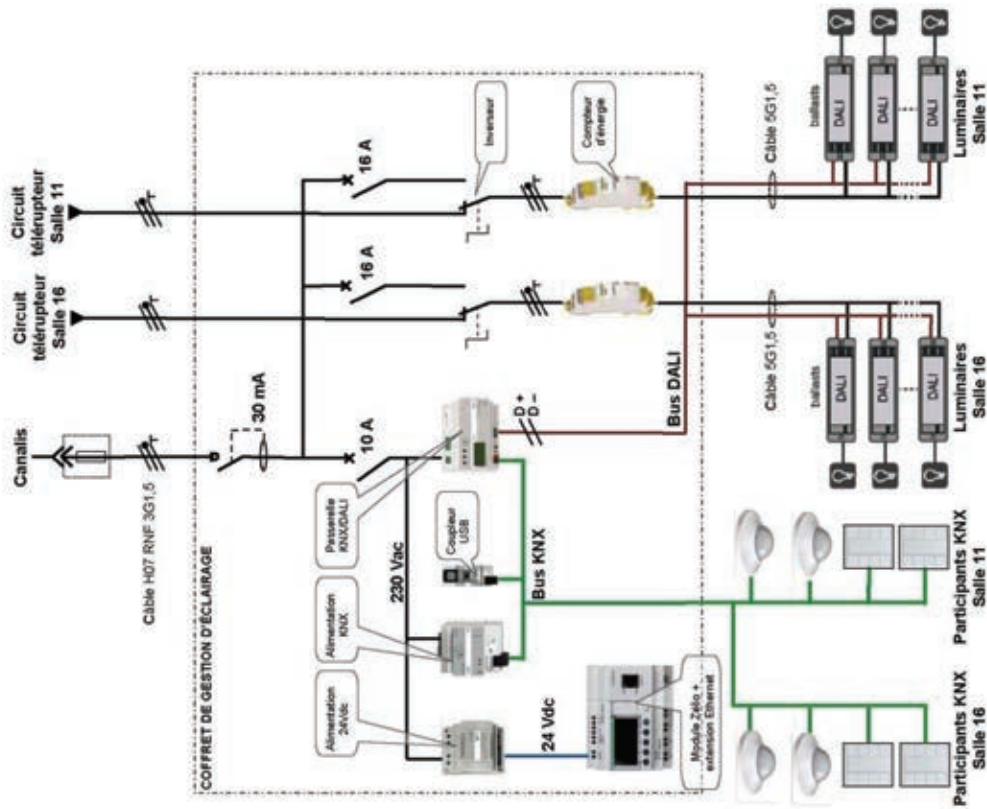 Canalis
Circuit
télérupteur
Salle 16
Circuit
télérupteur
Salle 11
Câble H07 RNF 3G1,5
COFFRET DE GESTION D'ÉCLAIRAGE
30 mA
10 A
16 A
16 A
Inverseur
Compteur
d'énergie
Alimentation
24Vdc
Alimentation
KNX
230 Vac
Passerelle
KNX/DALI
Coupleur
USB
Bus KNX
D+
D-
Bus DALI
24 Vdc
Module Zelio +
extension Ethernet
Câble 5G1,5
Câble 5G1,5
ballasts
DALI
DALI
DALI
Luminaires
Salle 16
ballasts
DALI
DALI
DALI
Luminaires
Salle 11
Participants KNX
Salle 16
Participants KNX
Salle 11